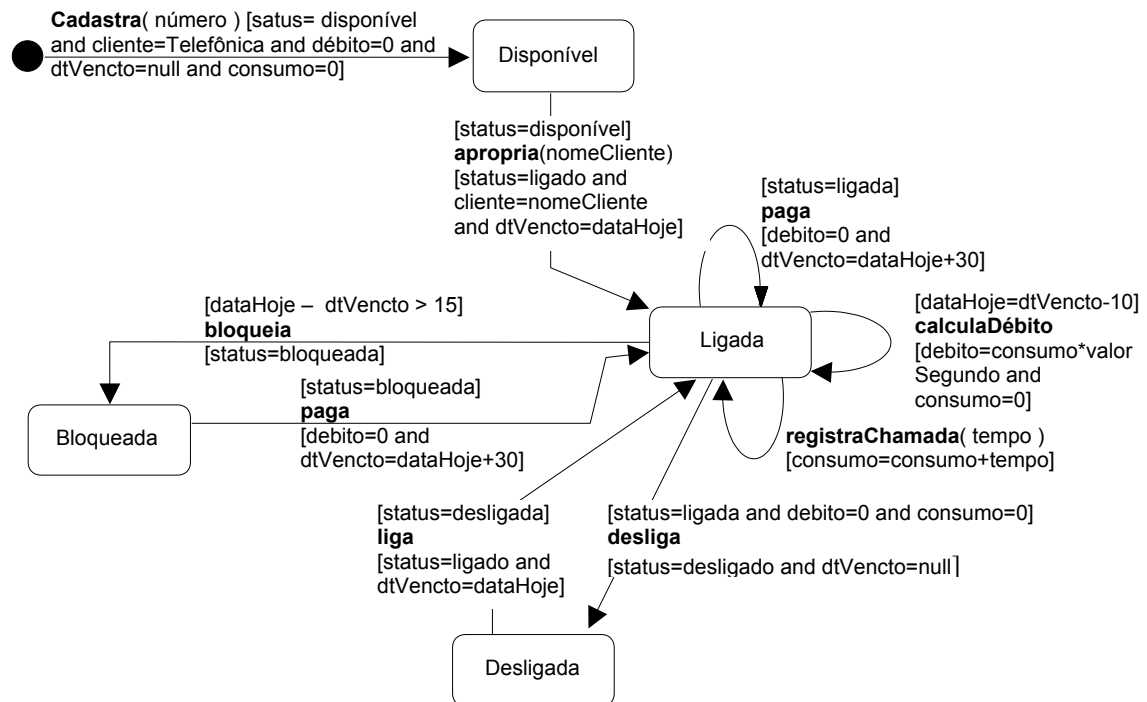 Cadastra( número ) [satus= disponível
and cliente=Telefônica and débito=0 and
dtVencto=null and consumo=0]
Disponível
[status=disponível]
apropria(nomeCliente)
[status=ligado and
cliente=nomeCliente
and dtVencto=dataHoje]
[status=ligada]
paga
[debito=0 and
dtVencto=dataHoje+30]
[dataHoje – dtVencto > 15]
bloqueia
[status=bloqueada]
Ligada
[dataHoje=dtVencto-10]
calculaDébito
[debito=consumo*valor
Segundo and
consumo=0]
Bloqueada
[status=bloqueada]
paga
[debito=0 and
dtVencto=dataHoje+30]
registraChamada( tempo )
[consumo=consumo+tempo]
[status=desligada]
liga
[status=ligado and
dtVencto=dataHoje]
[status=ligada and debito=0 and consumo=0]
desliga
[status=desligado and dtVencto=null]
Desligada